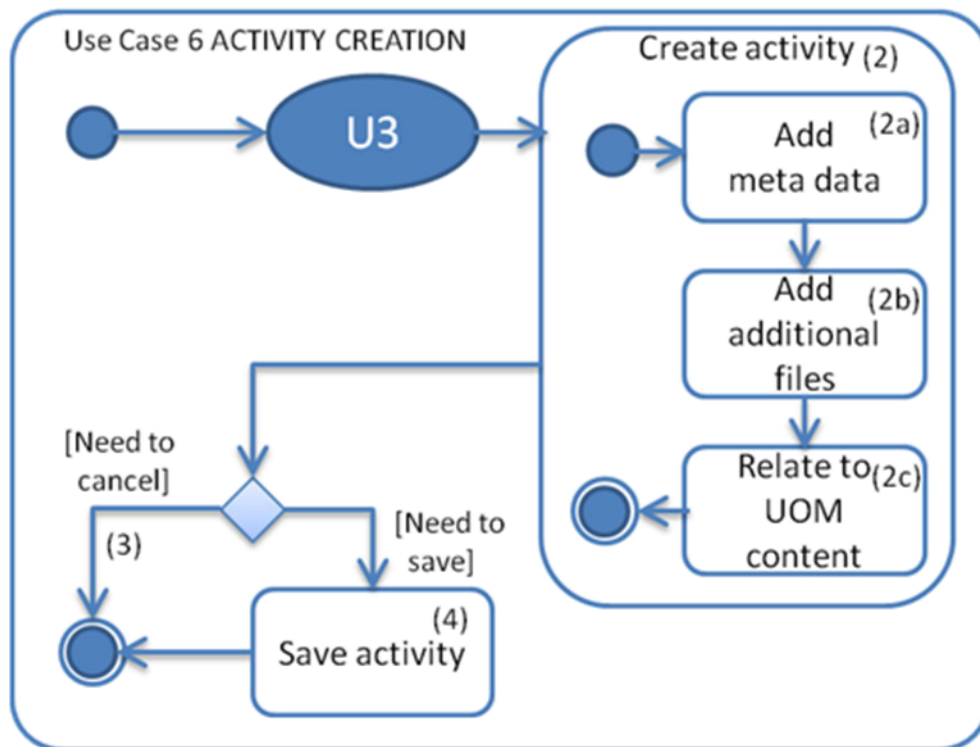 Use Case 6 ACTIVITY CREATION
U3
Create activity (2)
Add (2a)
meta data
Add (2b)
additional
files
Relate to (2c)
UOM
content
[Need to
cancel]
(3)
[Need to
save]
(4)
Save activity